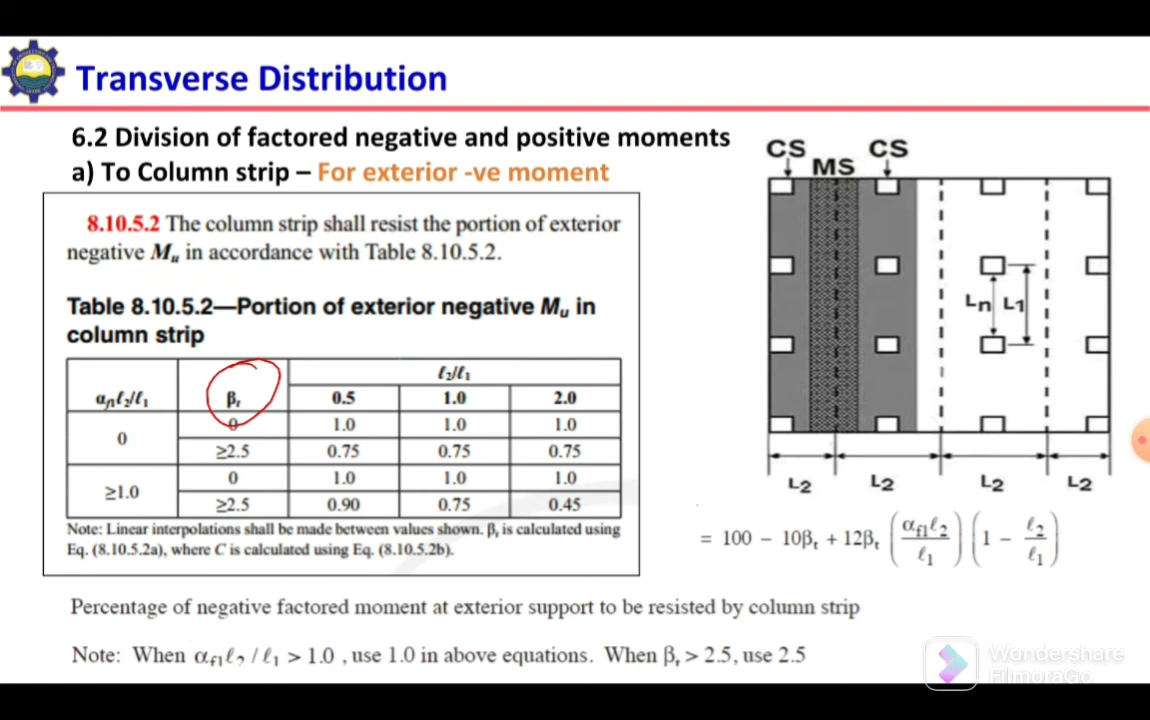 Transverse Distribution
6.2 Division of factored negative and positive moments
a) To Column strip – For exterior -ve moment
8.10.5.2 The column strip shall resist the portion of exterior
negative Mᵤ in accordance with Table 8.10.5.2.
Table 8.10.5.2—Portion of exterior negative Mᵤ in
column strip
ℓ₂/ℓ₁
αf₁ℓ₂/ℓ₁ βₜ 0.5 1.0 2.0
0 0 1.0 1.0 1.0
≥2.5 0.75 0.75 0.75
≥1.0 0 1.0 1.0 1.0
≥2.5 0.90 0.75 0.45
Note: Linear interpolations shall be made between values shown. βₜ is calculated using
Eq. (8.10.5.2a), where C is calculated using Eq. (8.10.5.2b).
CS CS
MS
Ln L1
L2 L2 L2 L2
= 100 − 10βₜ + 12βₜ (αf₁ℓ₂/ℓ₁) (1 − ℓ₂/ℓ₁)
Percentage of negative factored moment at exterior support to be resisted by column strip
Note: When αf₁ℓ₂ / ℓ₁ > 1.0 , use 1.0 in above equations. When βₜ > 2.5, use 2.5
Wondershare
FilmoraGo